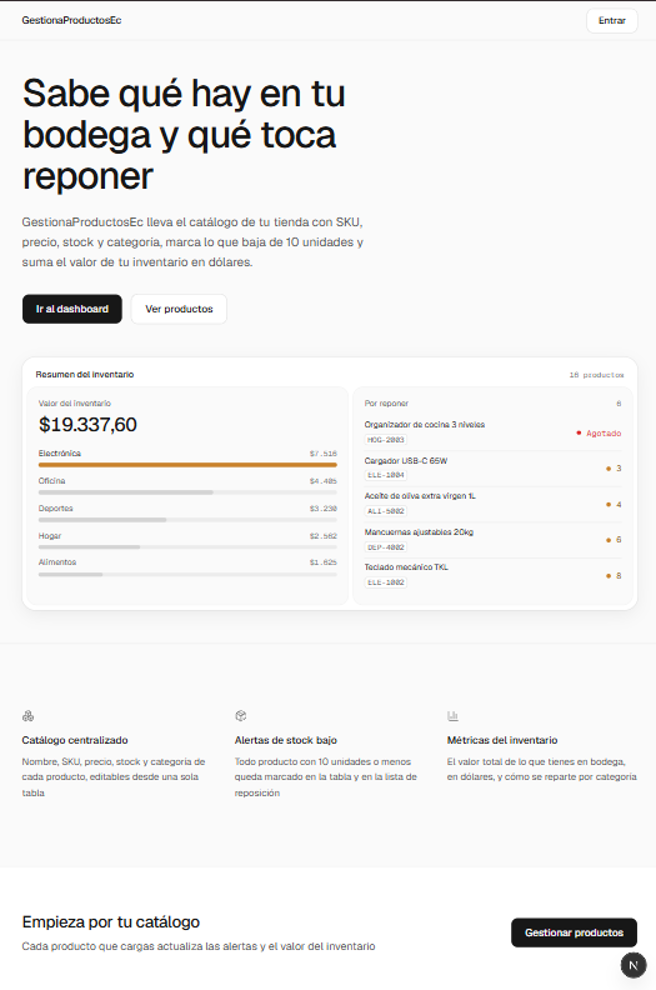 GestionaProductosEc
Entrar
Sabe qué hay en tu
bodega y qué toca
reponer
GestionaProductosEc lleva el catálogo de tu tienda con SKU,
precio, stock y categoría, marca lo que baja de 10 unidades y
suma el valor de tu inventario en dólares.
Ir al dashboard
Ver productos
Resumen del inventario
16 productos
Valor del inventario
$19.337,60
Electrónica
$7.516
Oficina
$4.405
Deportes
$3.230
Hogar
$2.562
Alimentos
$1.625
Por reponer
6
Organizador de cocina 3 niveles
HOG-2003
Agotado
Cargador USB-C 65W
ELE-1004
3
Aceite de oliva extra virgen 1L
ALI-5002
4
Mancuernas ajustables 20kg
DEP-4002
6
Teclado mecánico TKL
ELE-1002
8
Catálogo centralizado
Nombre, SKU, precio, stock y categoría de
cada producto, editables desde una sola
tabla
Alertas de stock bajo
Todo producto con 10 unidades o menos
queda marcado en la tabla y en la lista de
reposición
Métricas del inventario
El valor total de lo que tienes en bodega,
en dólares, y cómo se reparte por categoría
Empieza por tu catálogo
Cada producto que cargas actualiza las alertas y el valor del inventario
Gestionar productos
N